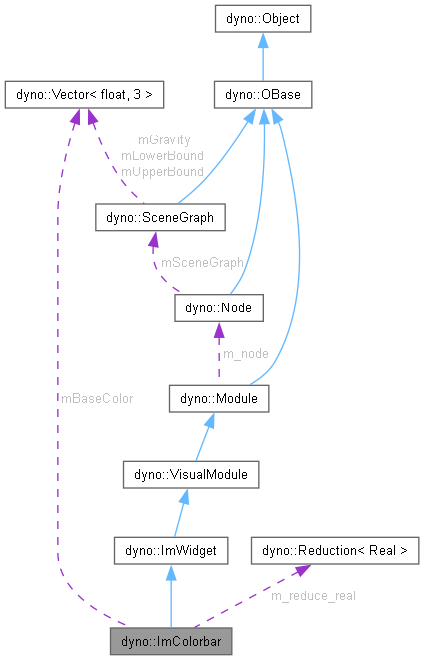 dyno::Object
dyno::Vector< float, 3 >
dyno::OBase
mGravity
mLowerBound
mUpperBound
dyno::SceneGraph
mSceneGraph
dyno::Node
m_node
mBaseColor
dyno::Module
dyno::VisualModule
dyno::ImWidget
dyno::Reduction< Real >
m_reduce_real
dyno::ImColorbar